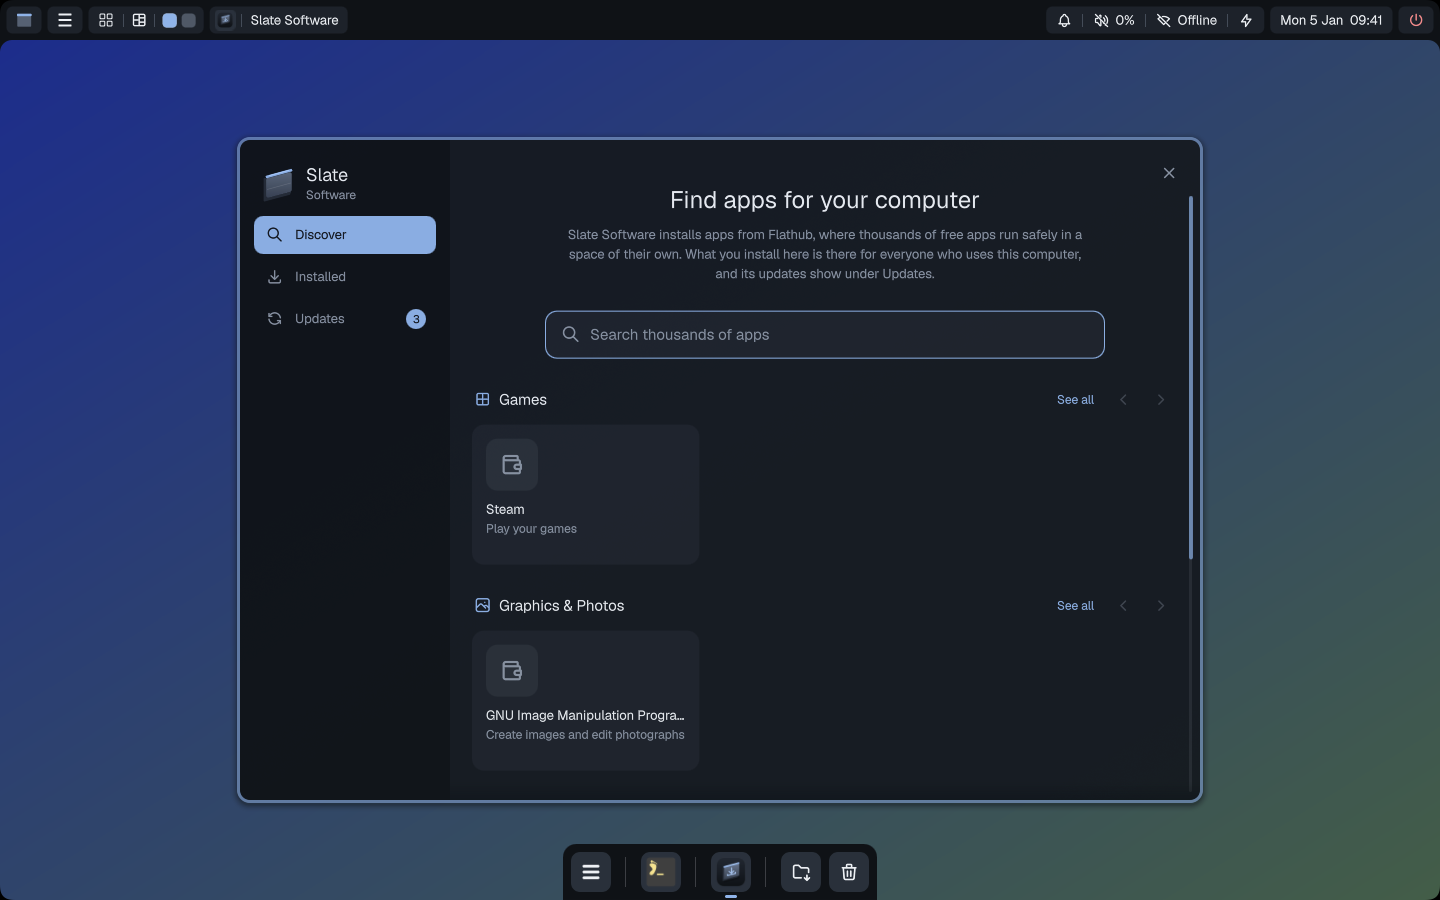 Slate Software
0%
Offline
Mon 5 Jan 09:41
Slate
Software
Discover
Installed
Updates
3
Find apps for your computer
Slate Software installs apps from Flathub, where thousands of free apps run safely in a
space of their own. What you install here is there for everyone who uses this computer,
and its updates show under Updates.
Search thousands of apps
Games
See all
Steam
Play your games
Graphics & Photos
See all
GNU Image Manipulation Progra...
Create images and edit photographs